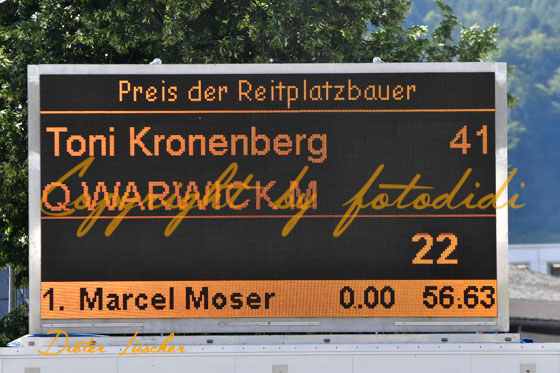 Preis der Reitplatzbauer
Toni Kronenberg 41
Q.WARWICK.M
Copyright by fotodidi
22
1. Marcel Moser 0.00 56:63
Dieter Lüscher